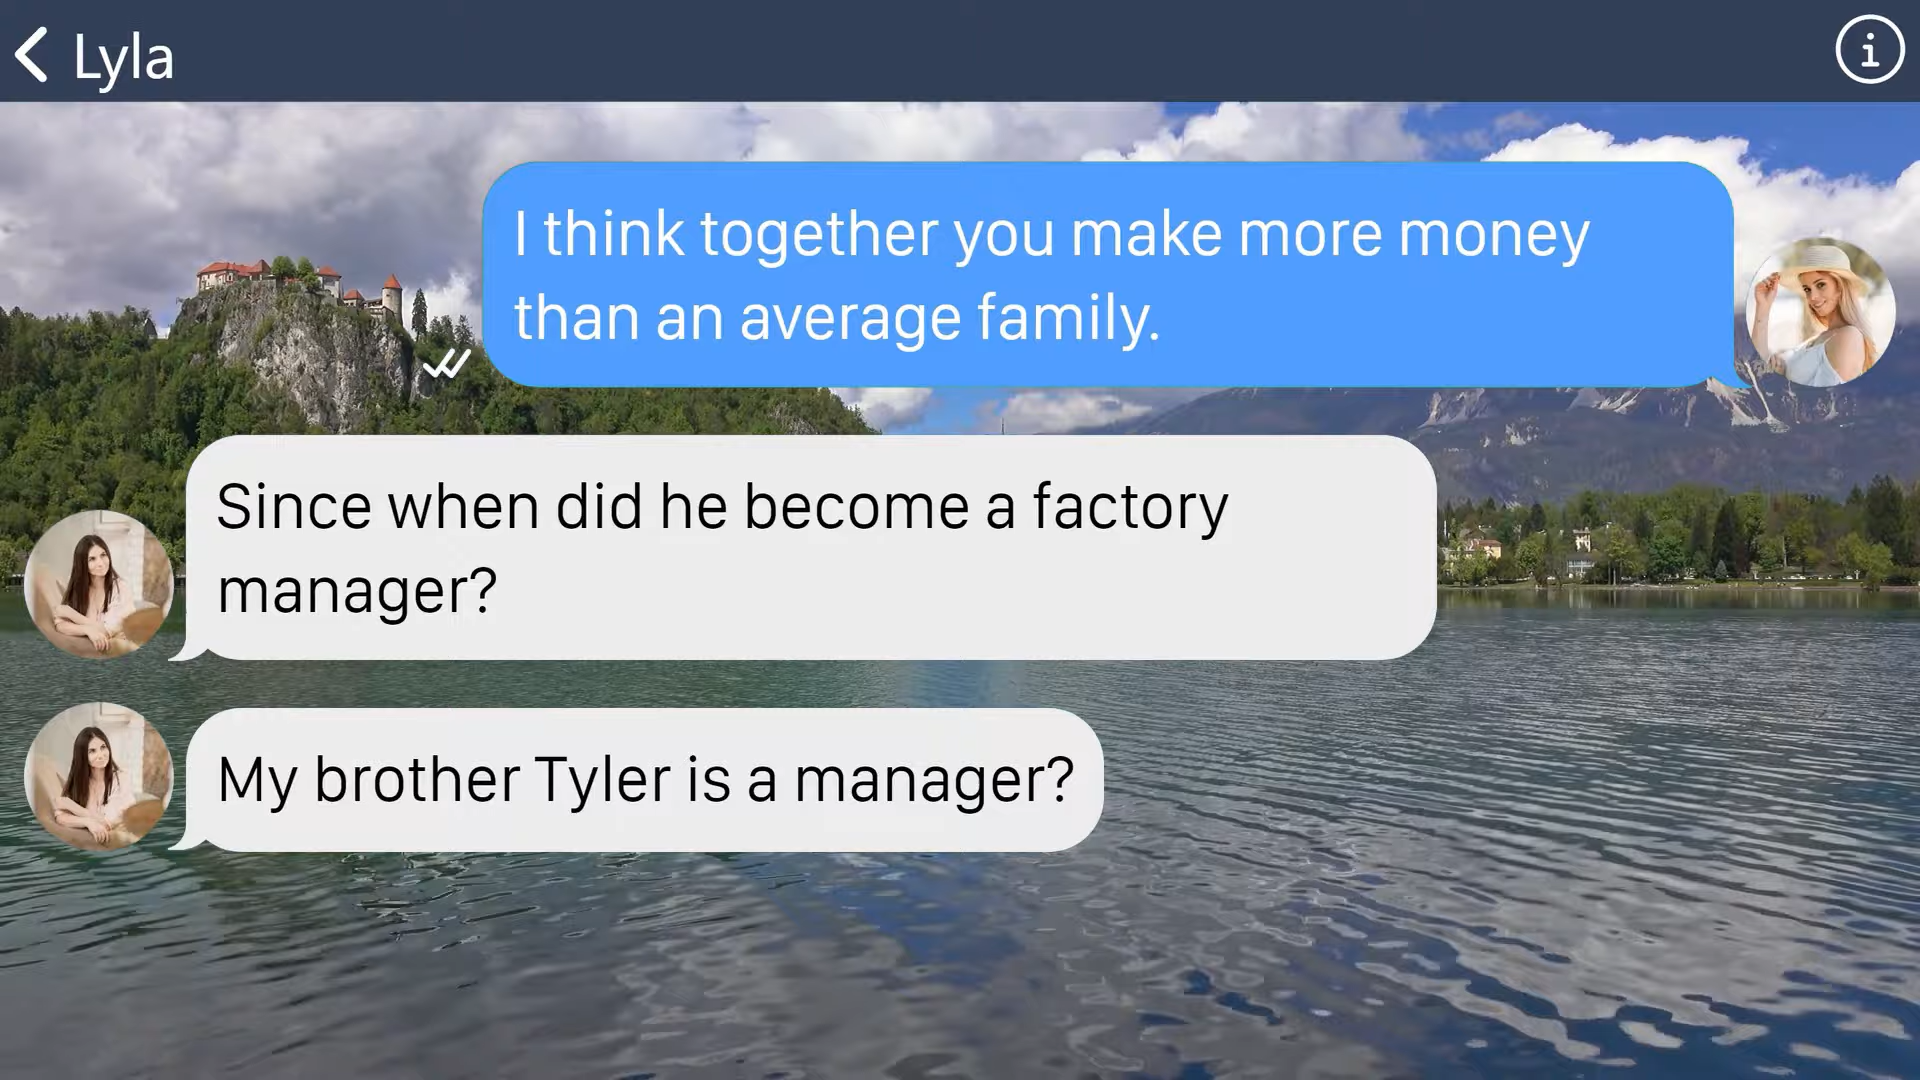 Lyla
I think together you make more money
than an average family.
Since when did he become a factory
manager?
My brother Tyler is a manager?